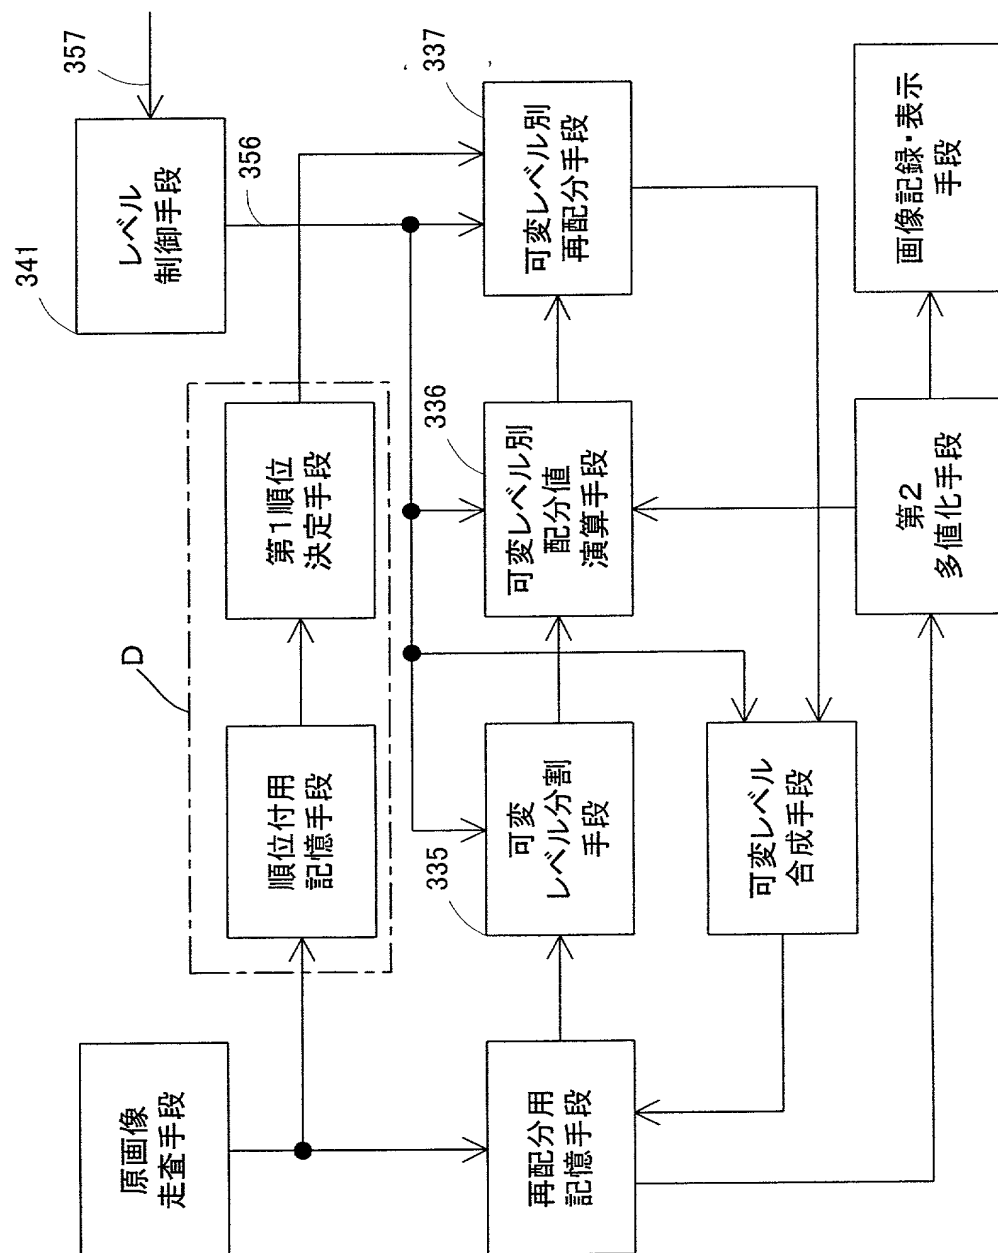 原画像
走査手段
D
順位付用
記憶手段
第1順位
決定手段
341
レベル
制御手段
357
356
再配分用
記憶手段
335
可変
レベル分割
手段
336
可変レベル別
配分値
演算手段
337
可変レベル別
再配分手段
可変レベル
合成手段
第2
多値化手段
画像記録・表示
手段